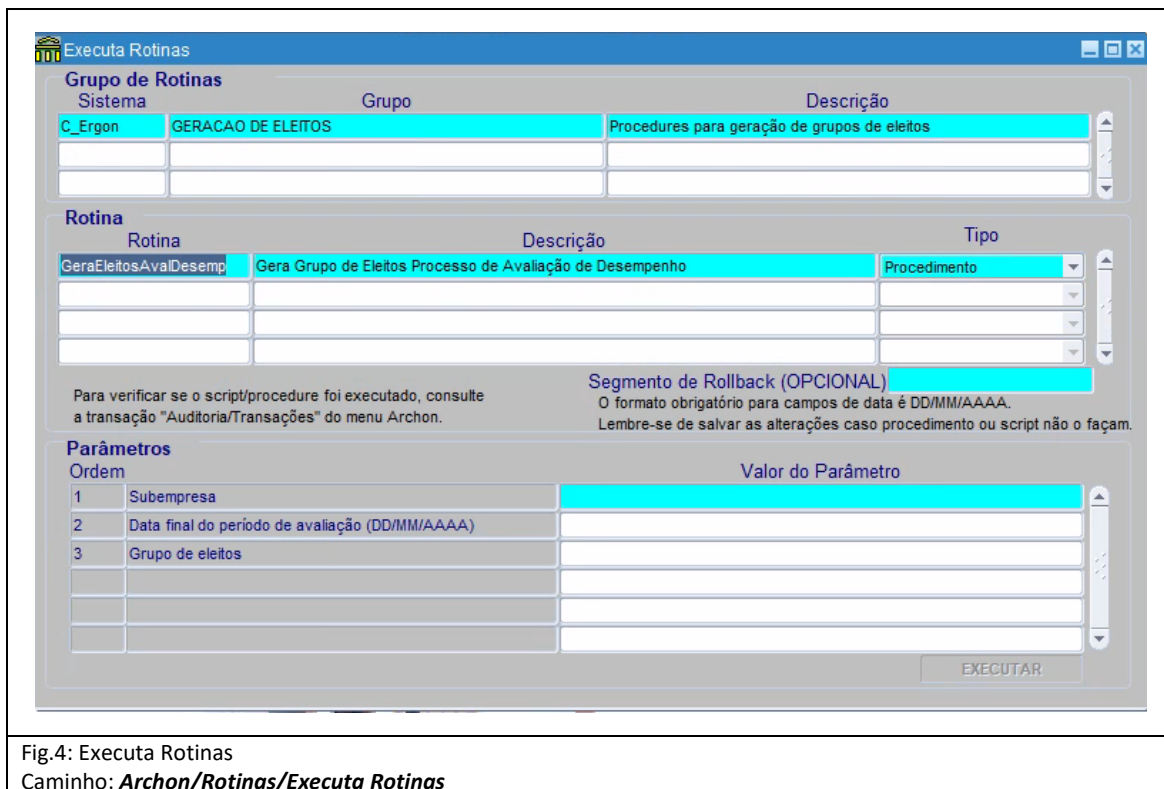 Executa Rotinas
Grupo de Rotinas
Sistema Grupo Descrição
C_Ergon GERACAO DE ELEITOS Procedures para geração de grupos de eleitos
Rotina
Rotina Descrição Tipo
GeraEleitosAvalDesemp Gera Grupo de Eleitos Processo de Avaliação de Desempenho Procedimento
Segmento de Rollback (OPCIONAL)
Para verificar se o script/procedure foi executado, consulte
a transação "Auditoria/Transações" do menu Archon.
O formato obrigatório para campos de data é DD/MM/AAAA.
Lembre-se de salvar as alterações caso procedimento ou script não o façam.
Parâmetros
Ordem Valor do Parâmetro
1 Subempresa
2 Data final do período de avaliação (DD/MM/AAAA)
3 Grupo de eleitos
EXECUTAR
Fig.4: Executa Rotinas
Caminho: Archon/Rotinas/Executa Rotinas